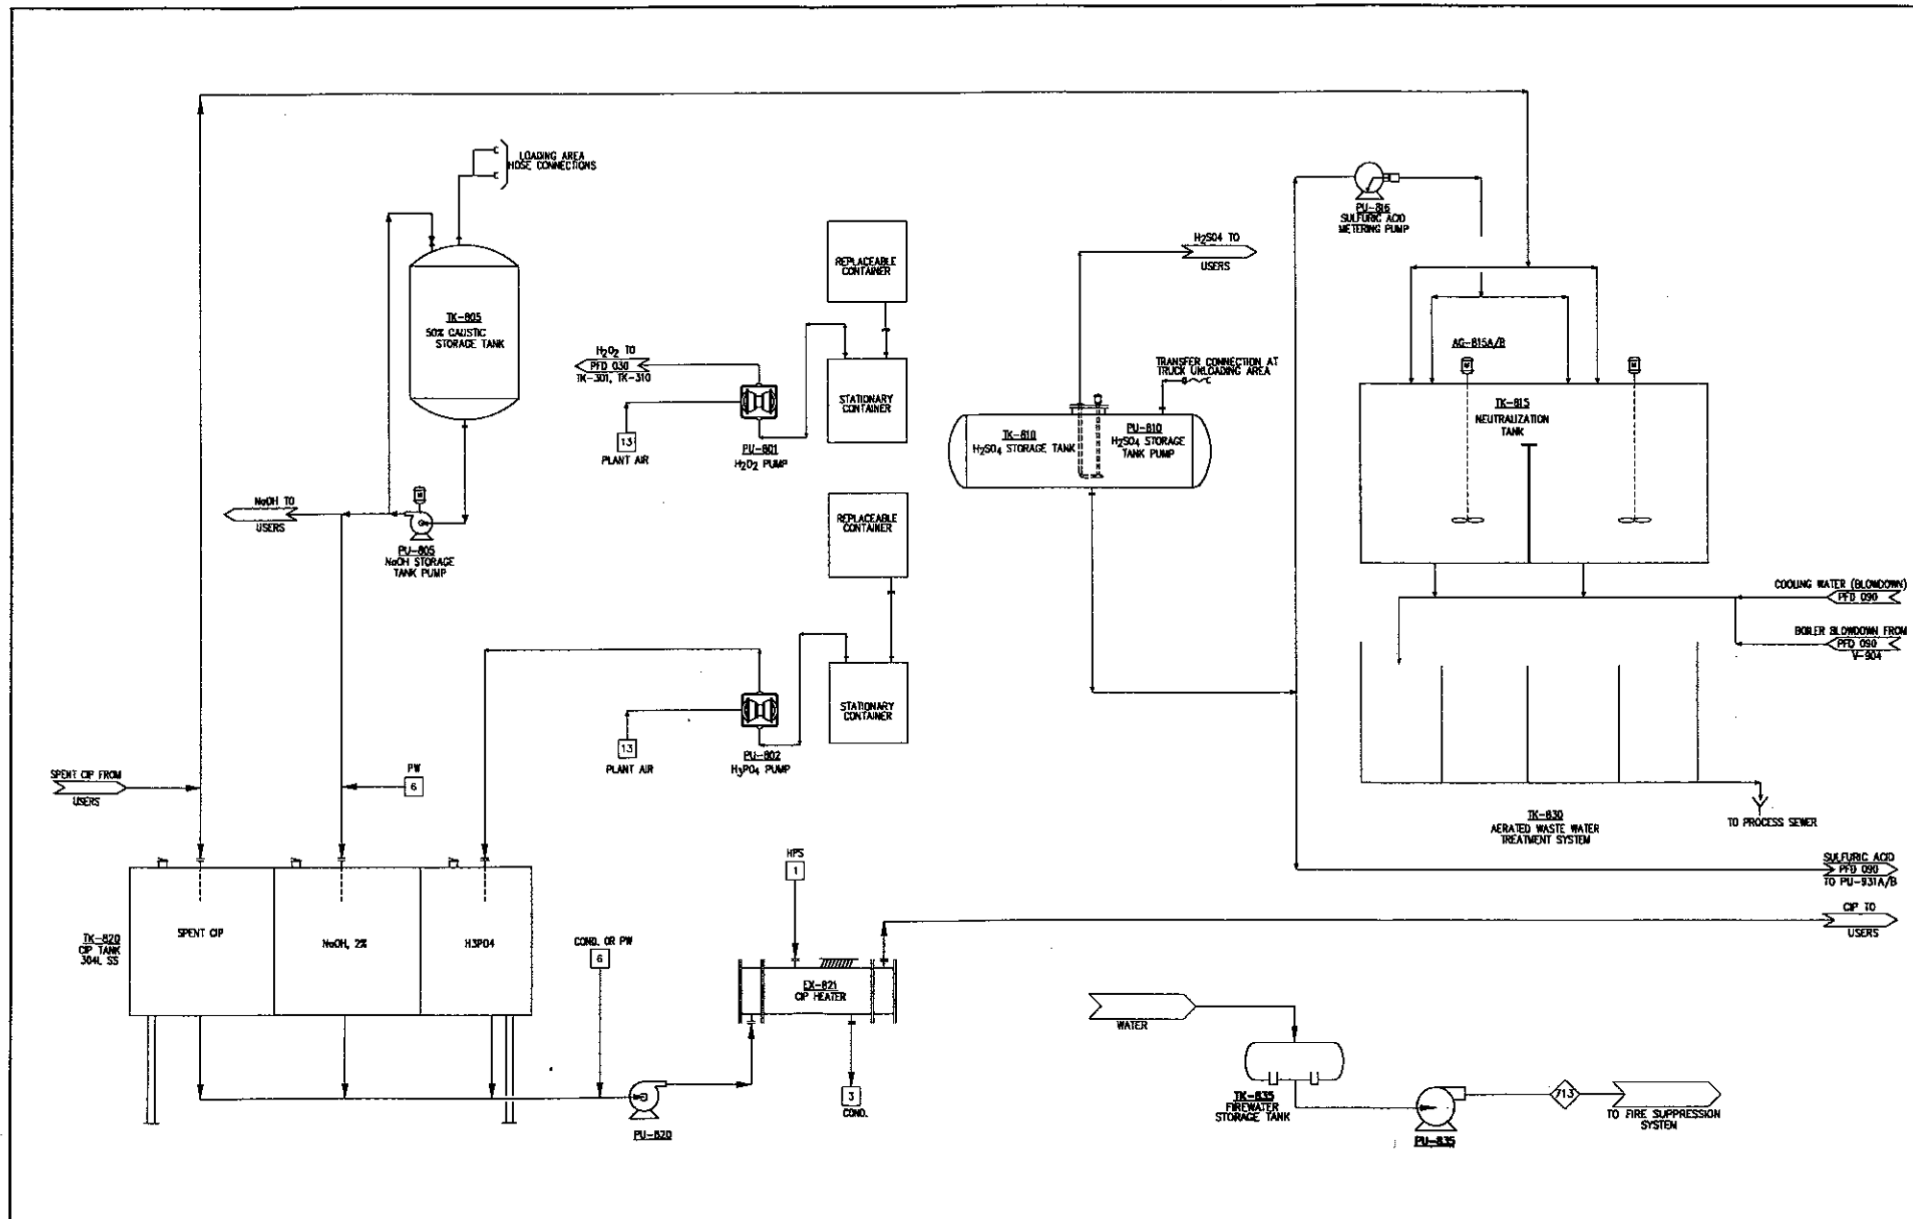 LOADING AREA
HOSE CONNECTIONS
TK-805
50% CAUSTIC
STORAGE TANK
NaOH TO
USERS
PU-805
NaOH STORAGE
TANK PUMP
H2O2 TO
PFD 030
TK-301, TK-310
13
PLANT AIR
PU-801
H2O2 PUMP
REPLACEABLE
CONTAINER
STATIONARY
CONTAINER
REPLACEABLE
CONTAINER
STATIONARY
CONTAINER
13
PLANT AIR
PU-802
H3PO4 PUMP
H2SO4 TO
USERS
TRANSFER CONNECTION AT
TRUCK UNLOADING AREA
TK-810
H2SO4 STORAGE TANK
PU-810
H2SO4 STORAGE
TANK PUMP
PU-816
SULFURIC ACID
METERING PUMP
AG-815A/B
TK-815
NEUTRALIZATION
TANK
COOLING WATER (BLOWDOWN)
PFD 090
BOILER BLOWDOWN FROM
PFD 090
V-904
TK-830
AERATED WASTE WATER
TREATMENT SYSTEM
TO PROCESS SEWER
SULFURIC ACID
PFD 090
TO PU-931A/B
CIP TO
USERS
SPENT CIP FROM
USERS
PW
6
TK-820
CIP TANK
304L SS
SPENT CIP
NaOH, 2%
H3PO4
COND. OR PW
6
PU-820
HPS
1
EX-821
CIP HEATER
3
COND.
WATER
TK-835
FIREWATER
STORAGE TANK
PU-835
713
TO FIRE SUPPRESSION
SYSTEM